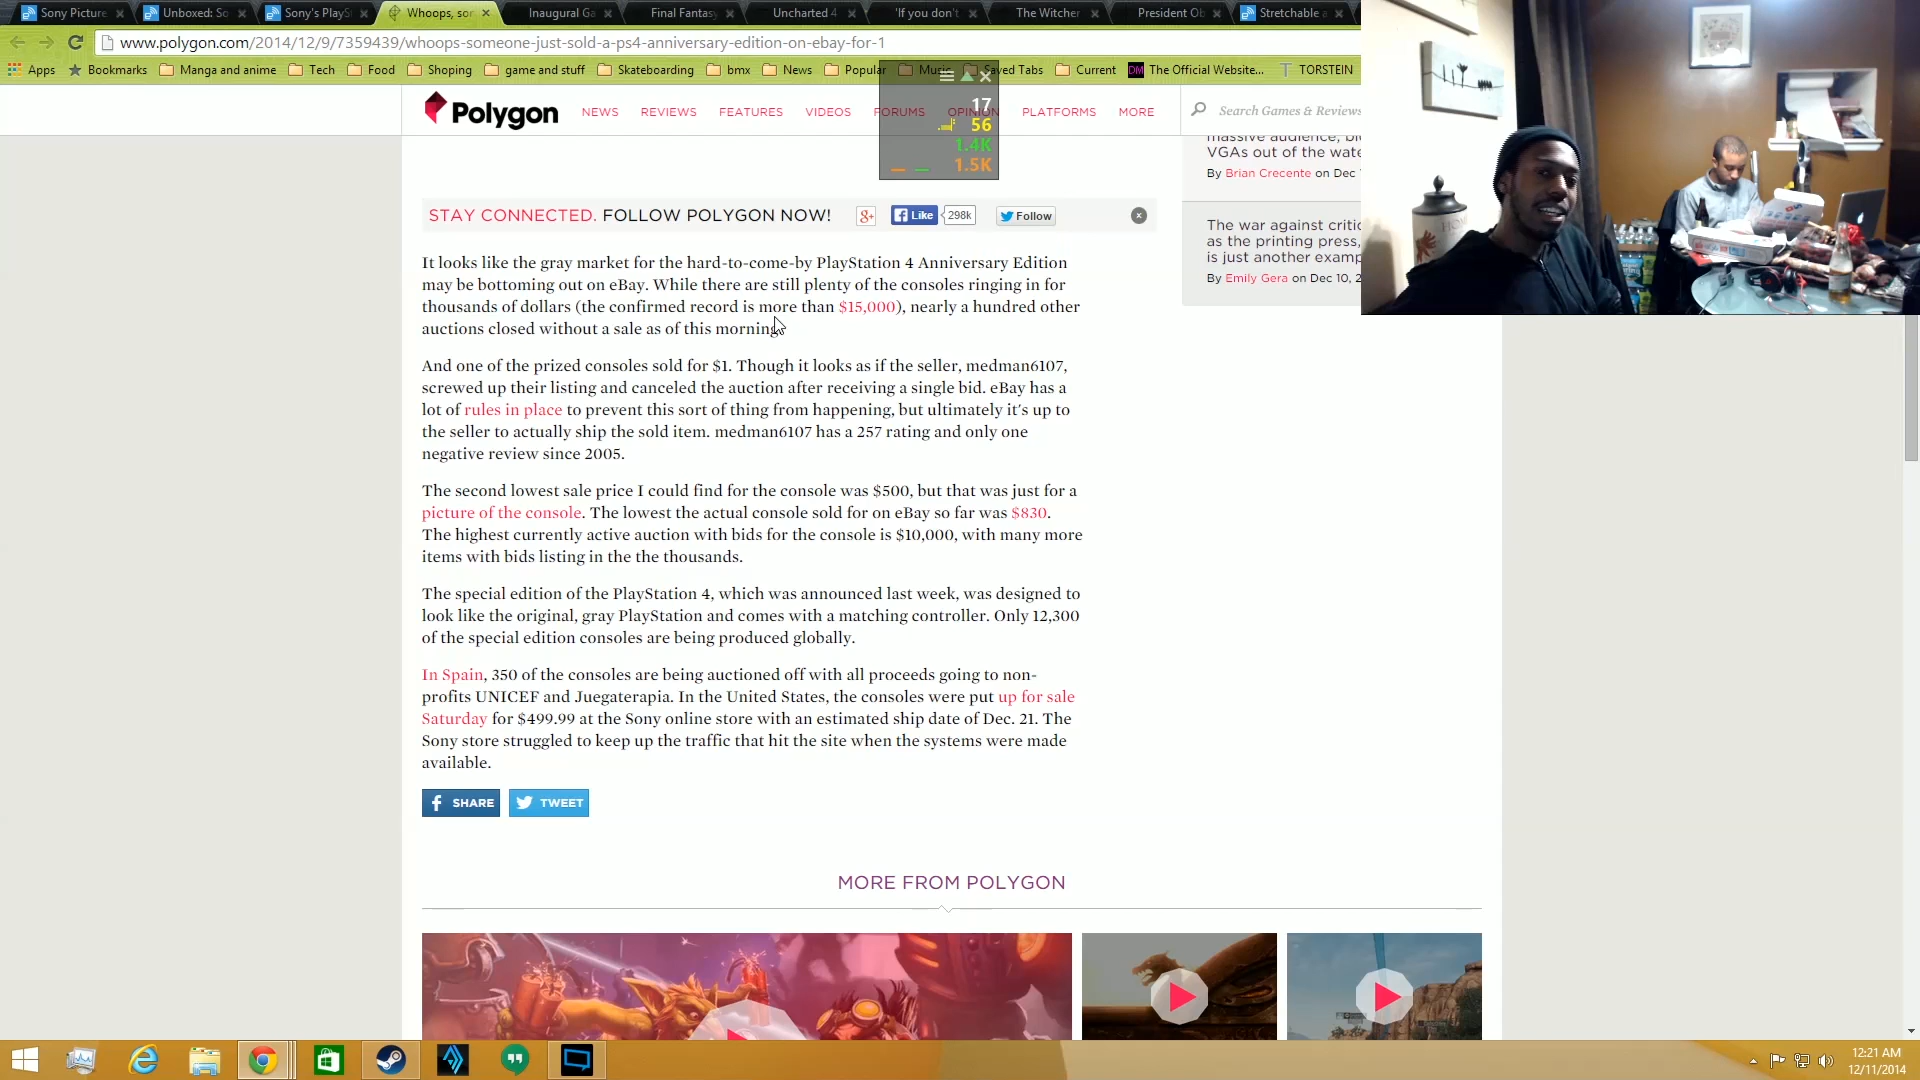 Sony Picture
Unboxed: So
Sony's PlayS
Whoops, sor
Inaugural Ga
Final Fantasy
Uncharted 4
'If you don't
The Witcher
President Ob
Stretchable a
www.polygon.com/2014/12/9/7359439/whoops-someone-just-sold-a-ps4-anniversary-edition-on-ebay-for-1
Apps Bookmarks Manga and anime Tech Food Shoping game and stuff Skateboarding bmx News Popular Music Saved Tabs Current DM The Official Website... T TORSTEIN
Polygon NEWS REVIEWS FEATURES VIDEOS FORUMS OPINION PLATFORMS MORE Search Games & Reviews
17
56
1.4K
1.5K
massive audience,
VGAs out of the wate
By Brian Crecente on Dec
The war against critic
as the printing press,
is just another examp
By Emily Gera on Dec 10, 2
HOME
STAY CONNECTED. FOLLOW POLYGON NOW! g+ f Like 298k Follow
It looks like the gray market for the hard-to-come-by PlayStation 4 Anniversary Edition
may be bottoming out on eBay. While there are still plenty of the consoles ringing in for
thousands of dollars (the confirmed record is more than $15,000), nearly a hundred other
auctions closed without a sale as of this morning.
And one of the prized consoles sold for $1. Though it looks as if the seller, medman6107,
screwed up their listing and canceled the auction after receiving a single bid. eBay has a
lot of rules in place to prevent this sort of thing from happening, but ultimately it's up to
the seller to actually ship the sold item. medman6107 has a 257 rating and only one
negative review since 2005.
The second lowest sale price I could find for the console was $500, but that was just for a
picture of the console. The lowest the actual console sold for on eBay so far was $830.
The highest currently active auction with bids for the console is $10,000, with many more
items with bids listing in the the thousands.
The special edition of the PlayStation 4, which was announced last week, was designed to
look like the original, gray PlayStation and comes with a matching controller. Only 12,300
of the special edition consoles are being produced globally.
In Spain, 350 of the consoles are being auctioned off with all proceeds going to non-
profits UNICEF and Juegaterapia. In the United States, the consoles were put up for sale
Saturday for $499.99 at the Sony online store with an estimated ship date of Dec. 21. The
Sony store struggled to keep up the traffic that hit the site when the systems were made
available.
f SHARE TWEET
MORE FROM POLYGON
12:21 AM
12/11/2014